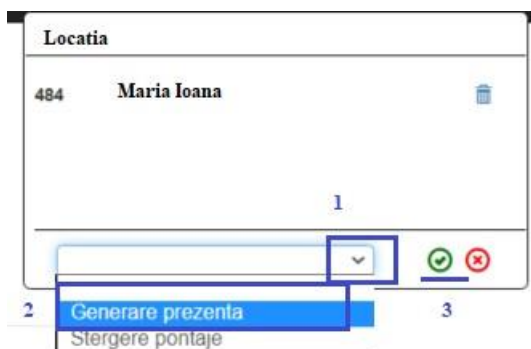 Locatia
484 Maria Ioana
1
2 Generare prezenta 3
Stergere pontaje